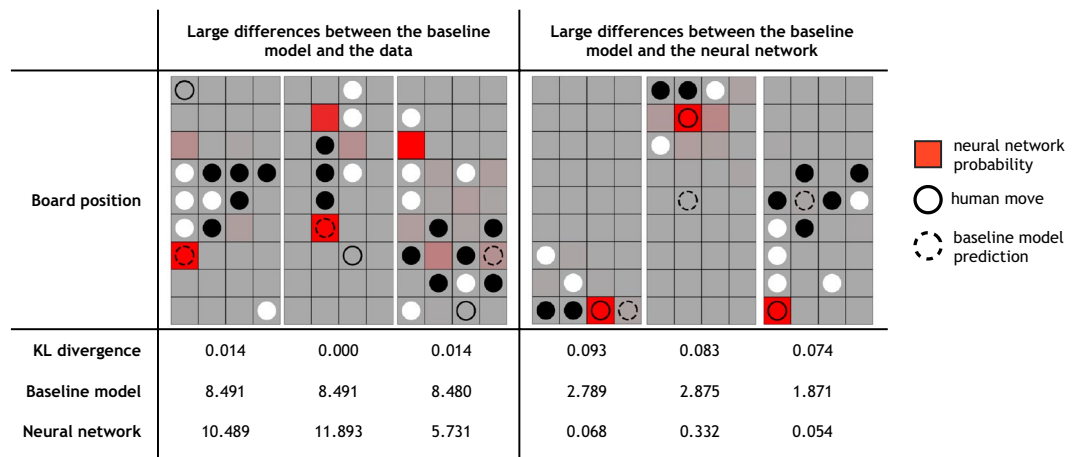 Large differences between the baseline
model and the data
Large differences between the baseline
model and the neural network
Board position
neural network
probability
human move
baseline model
prediction
KL divergence 0.014 0.000 0.014 0.093 0.083 0.074
Baseline model 8.491 8.491 8.480 2.789 2.875 1.871
Neural network 10.489 11.893 5.731 0.068 0.332 0.054